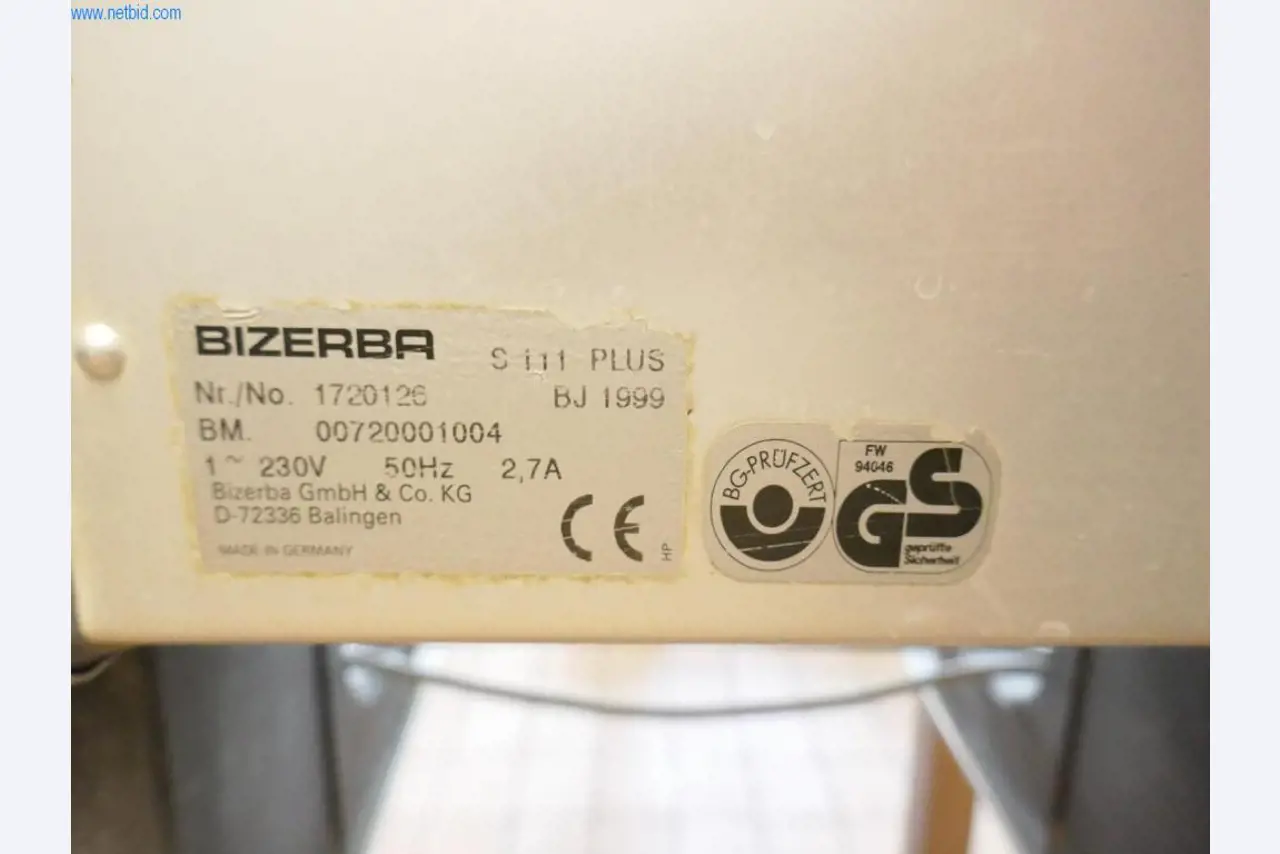 www.netbid.com
BIZERBA
S 111 PLUS
Nr./No. 1720126
BJ 1999
BM. 00720001004
1~ 230V 50Hz 2,7A
Bizerba GmbH & Co. KG
D-72336 Balingen
MADE IN GERMANY
CE
HP
BG-PRÜFZERT
FW
94046
GS
geprüfte
Sicherheit